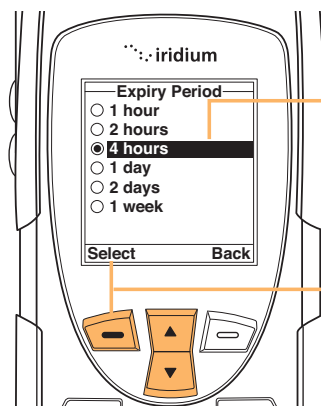 iridium
Expiry Period
1 hour
2 hours
4 hours
1 day
2 days
1 week
Select Back